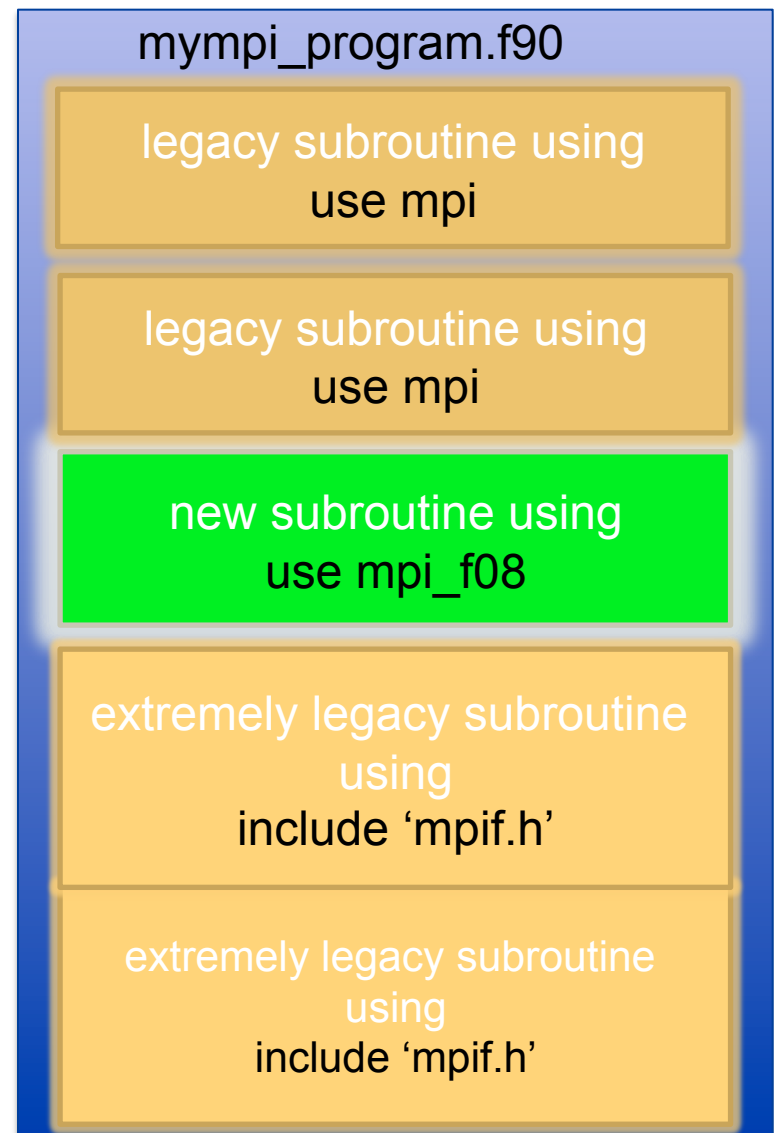 mympi_program.f90
legacy subroutine using
use mpi
legacy subroutine using
use mpi
new subroutine using
use mpi_f08
extremely legacy subroutine
using
include ‘mpif.h’
extremely legacy subroutine
using
include ‘mpif.h’